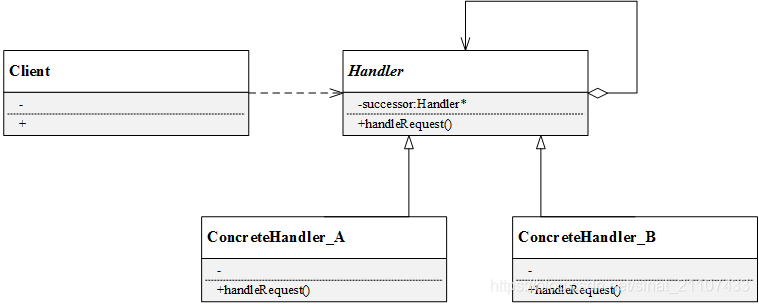 Client
-
+
Handler
-successor:Handler*
+handleRequest()
ConcreteHandler_A
-
+handleRequest()
ConcreteHandler_B
-
+handleRequest()